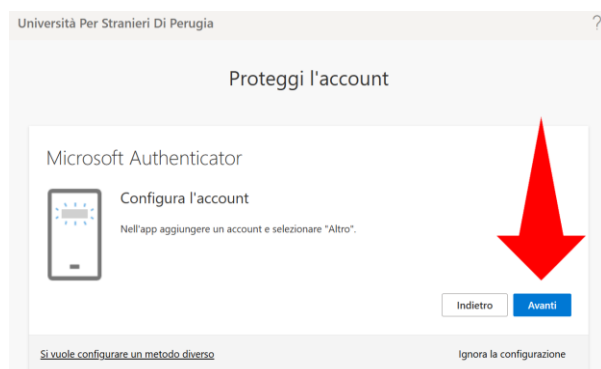 Università Per Stranieri Di Perugia
?
Proteggi l'account
Microsoft Authenticator
Configura l'account
Nell'app aggiungere un account e selezionare "Altro".
Indietro
Avanti
Si vuole configurare un metodo diverso
Ignora la configurazione